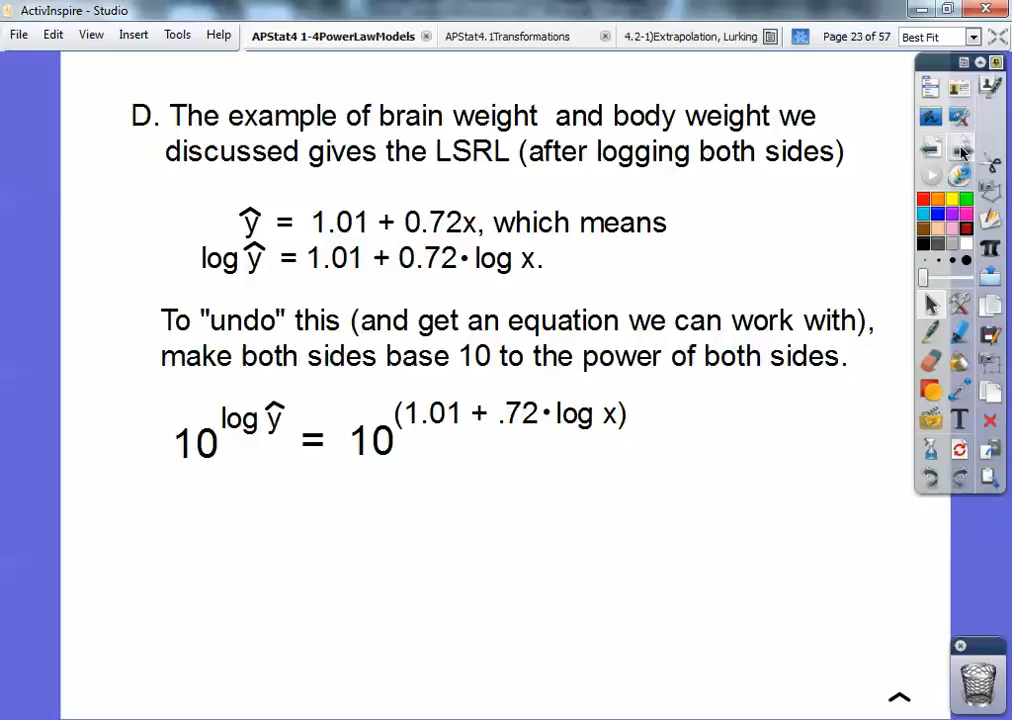 ActivInspire - Studio
File Edit View Insert Tools Help APStat4 1-4PowerLawModels APStat4.1Transformations 4.2-1)Extrapolation, Lurking Page 23 of 57 Best Fit
D. The example of brain weight and body weight we
discussed gives the LSRL (after logging both sides)
ŷ = 1.01 + 0.72x, which means
log ŷ = 1.01 + 0.72·log x.
To "undo" this (and get an equation we can work with),
make both sides base 10 to the power of both sides.
10^log ŷ = 10^(1.01 + .72·log x)